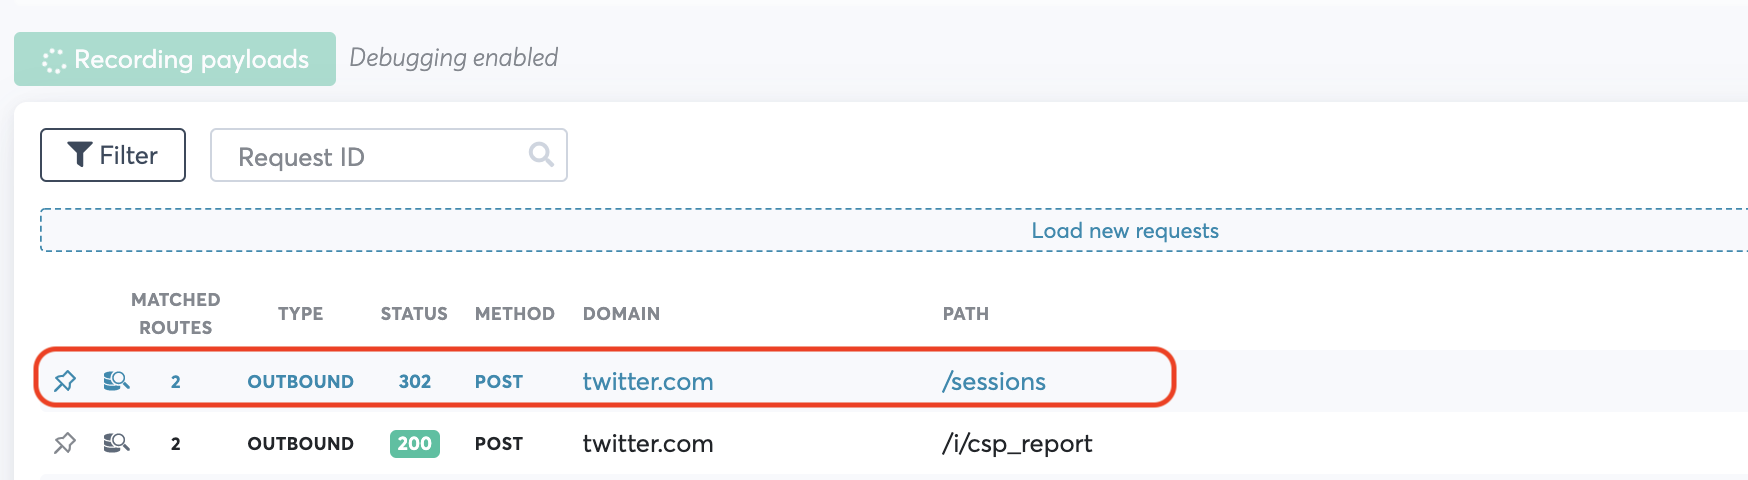 Recording payloads Debugging enabled
Filter Request ID
Load new requests
MATCHED ROUTES TYPE STATUS METHOD DOMAIN PATH
2 OUTBOUND 302 POST twitter.com /sessions
2 OUTBOUND 200 POST twitter.com /i/csp_report